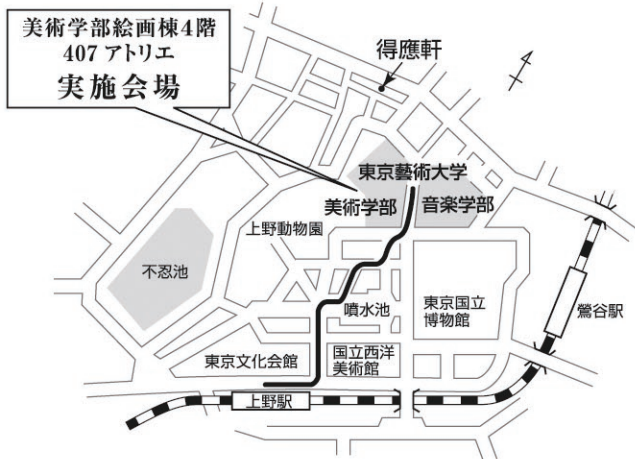 美術学部絵画棟4階
407 アトリエ
実施会場
得應軒
東京藝術大学
美術学部
音楽学部
上野動物園
不忍池
噴水池
東京国立
博物館
鶯谷駅
東京文化会館
国立西洋
美術館
上野駅